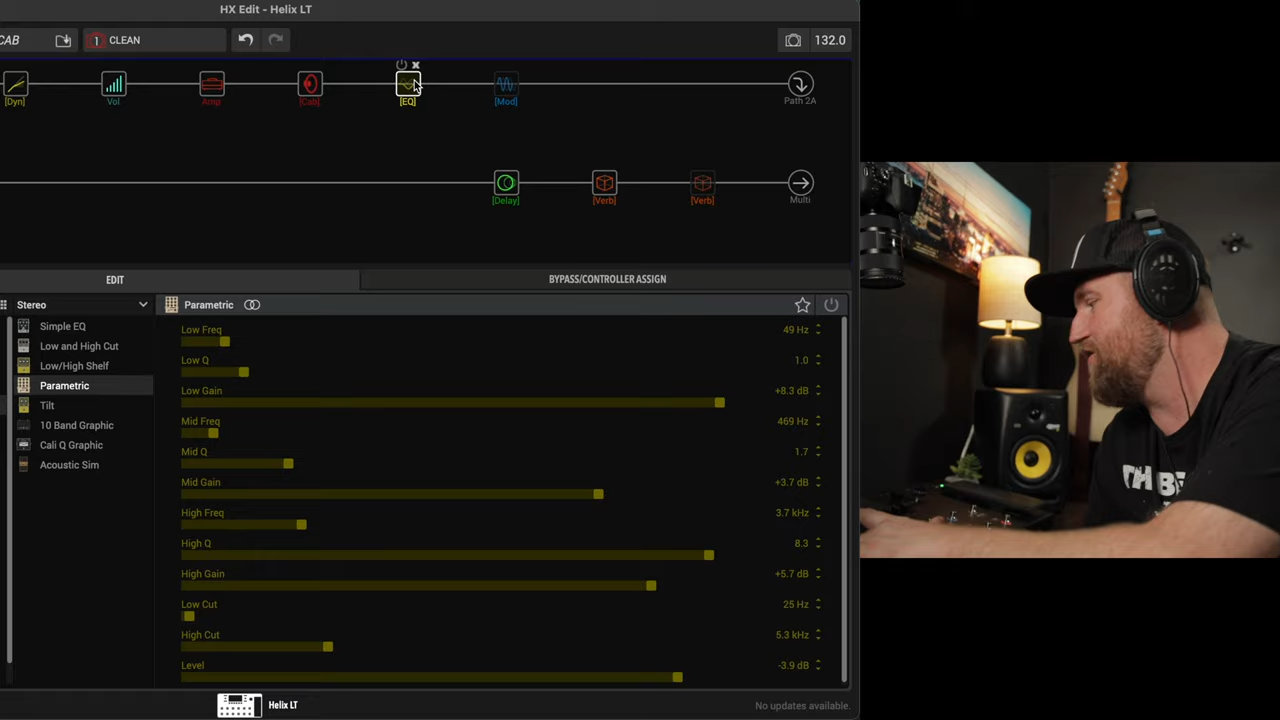 HX Edit - Helix LT
CAB
1 CLEAN
132.0
[Dyn]
Vol
Amp
[Cab]
[EQ]
[Mod]
Path 2A
[Delay]
[Verb]
[Verb]
Multi
EDIT
BYPASS/CONTROLLER ASSIGN
Stereo
Simple EQ
Low and High Cut
Low/High Shelf
Parametric
Tilt
10 Band Graphic
Cali Q Graphic
Acoustic Sim
Parametric
Low Freq 49 Hz
Low Q 1.0
Low Gain +8.3 dB
Mid Freq 469 Hz
Mid Q 1.7
Mid Gain +3.7 dB
High Freq 3.7 kHz
High Q 8.3
High Gain +5.7 dB
Low Cut 25 Hz
High Cut 5.3 kHz
Level -3.9 dB
Helix LT
No updates available.